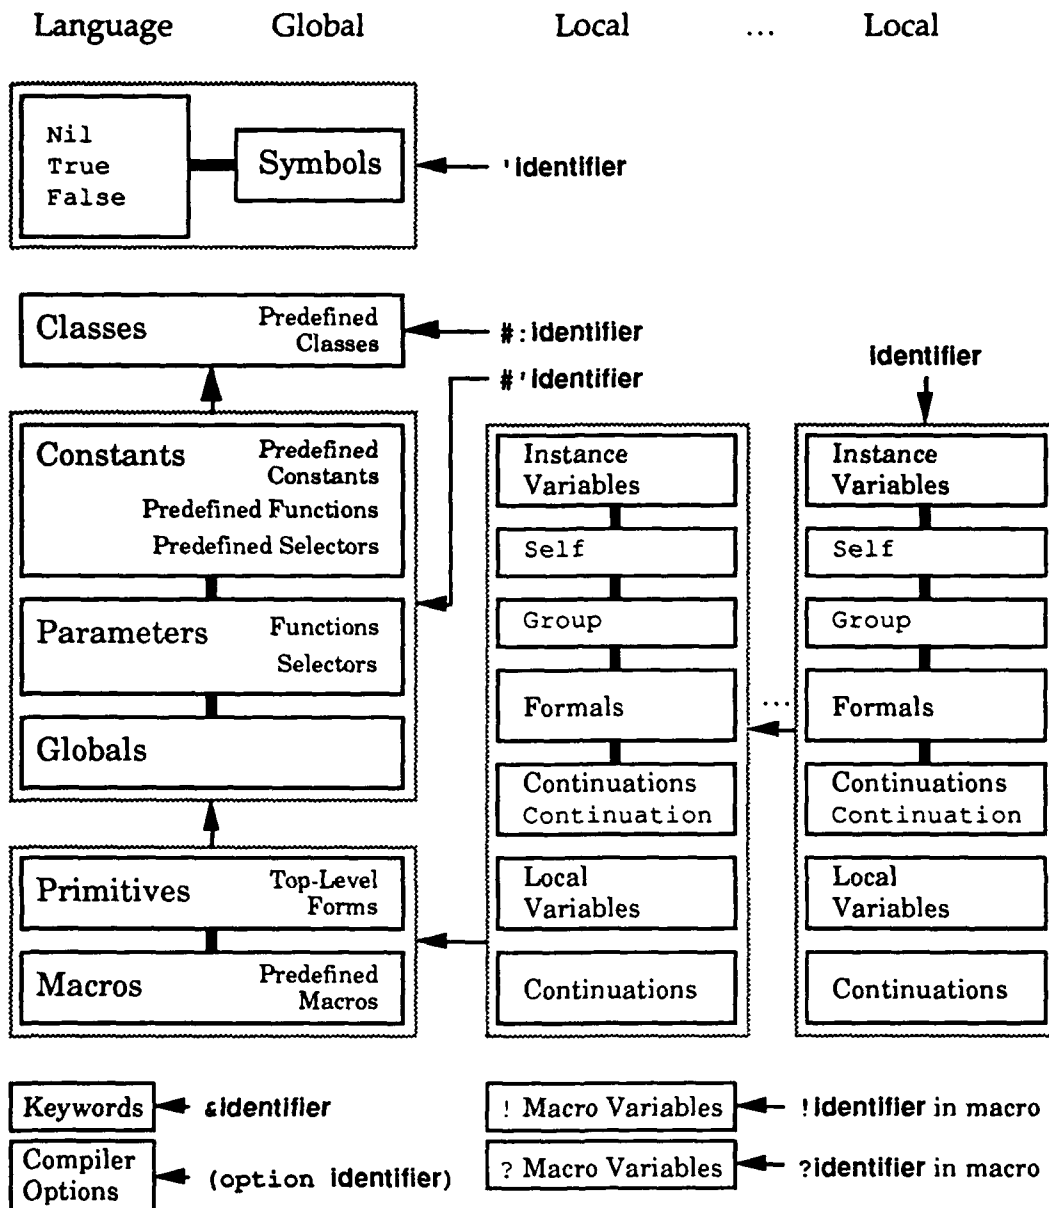 Language Global Local ... Local
Nil
True
False
Symbols
'identifier
Classes
Predefined
Classes
#:identifier
#'identifier
identifier
Constants
Predefined
Constants
Predefined Functions
Predefined Selectors
Parameters
Functions
Selectors
Globals
Primitives
Top-Level
Forms
Macros
Predefined
Macros
Instance
Variables
Self
Group
Formals
Continuations
Continuation
Local
Variables
Continuations
...
Instance
Variables
Self
Group
Formals
Continuations
Continuation
Local
Variables
Continuations
Keywords
&identifier
Compiler
Options
(option identifier)
! Macro Variables
!identifier in macro
? Macro Variables
?identifier in macro